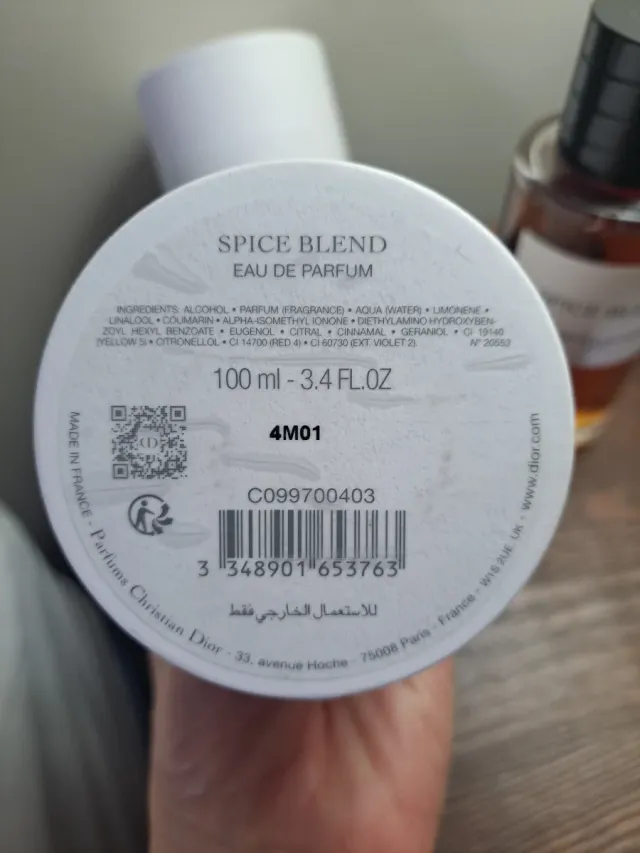 SPICE BLEND
EAU DE PARFUM
INGREDIENTS: ALCOHOL • PARFUM (FRAGRANCE) • AQUA (WATER) • LIMONENE •
LINALOOL • COUMARIN • ALPHA-ISOMETHYL IONONE • DIETHYLAMINO HYDROXYBEN-
ZOYL HEXYL BENZOATE • EUGENOL • CITRAL • CINNAMAL • GERANIOL • CI 19140
(YELLOW 5) • CITRONELLOL • CI 14700 (RED 4) • CI 60730 (EXT. VIOLET 2). N° 20552
100 ml - 3.4 FL.OZ
4M01
C099700403
3 348901 653763
للاستعمال الخارجي فقط
MADE IN FRANCE - Parfums Christian Dior - 33, avenue Hoche - 75008 Paris - France - W1S 2UE UK - www.dior.com
SPICE BLE